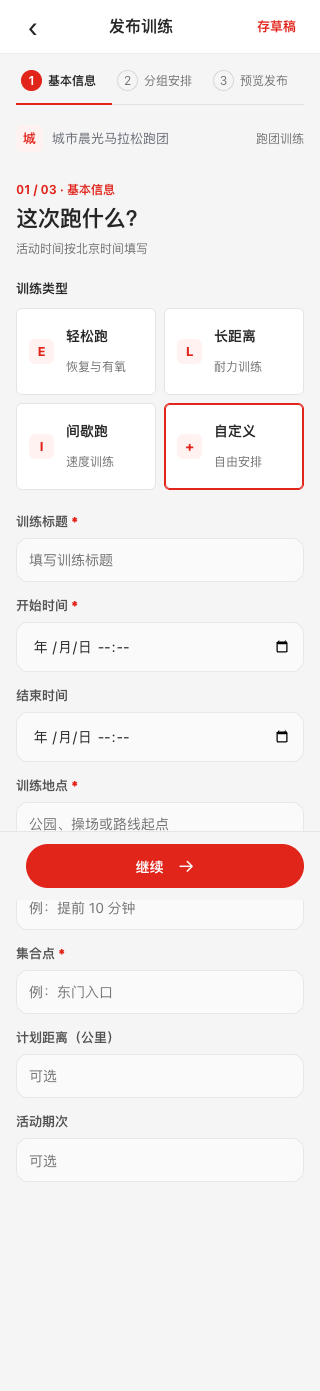 ‹ 发布训练 存草稿
1 基本信息 2 分组安排 3 预览发布
城 城市晨光马拉松跑团 跑团训练
01 / 03 · 基本信息
这次跑什么?
活动时间按北京时间填写
训练类型
E 轻松跑
恢复与有氧
L 长距离
耐力训练
I 间歇跑
速度训练
+ 自定义
自由安排
训练标题 *
填写训练标题
开始时间 *
年 /月/日 --:--
结束时间
年 /月/日 --:--
训练地点 *
公园、操场或路线起点
继续 →
例：提前 10 分钟
集合点 *
例：东门入口
计划距离（公里）
可选
活动期次
可选